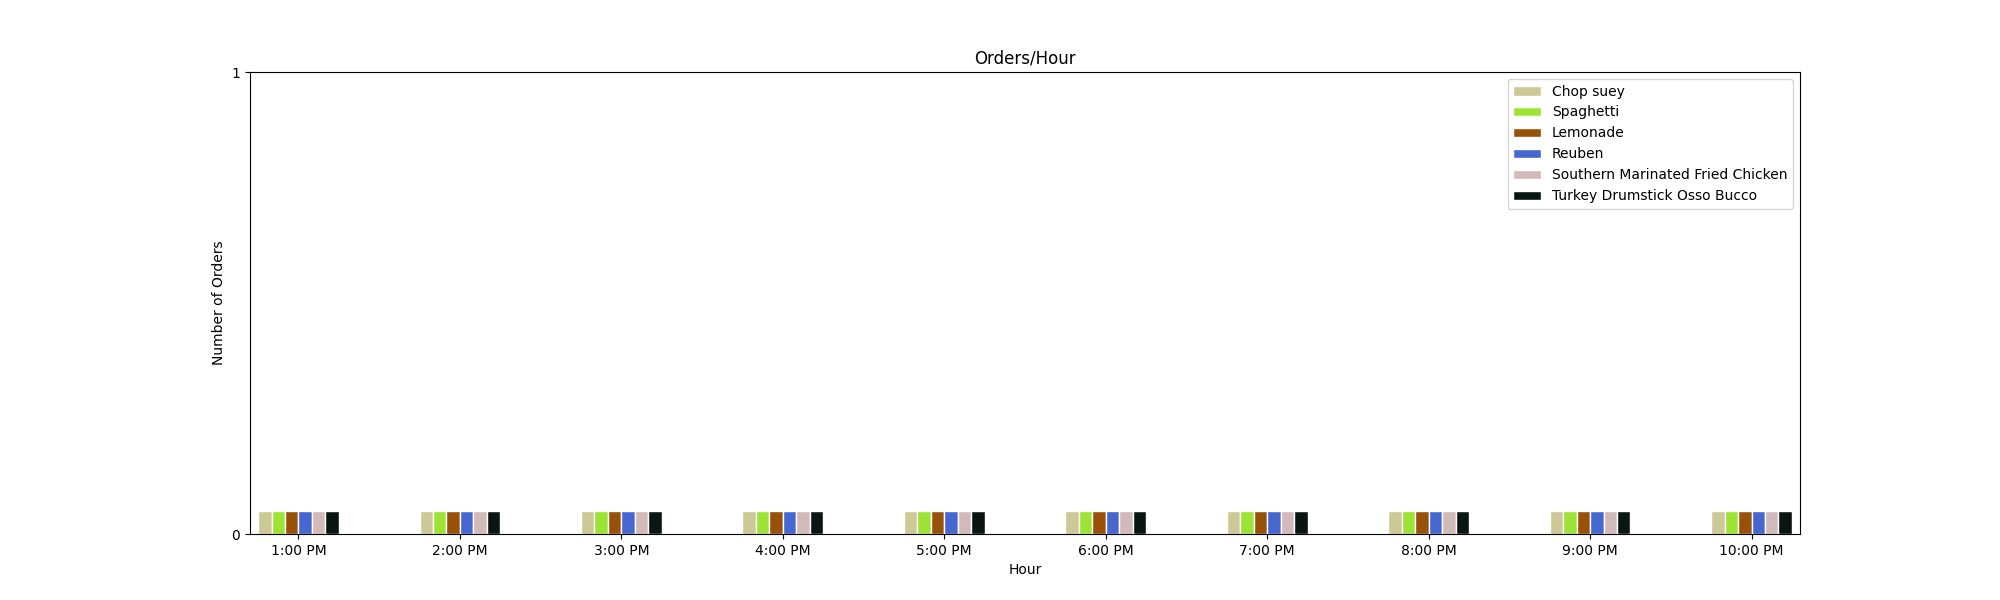 Orders/Hour
1
0
Number of Orders
Chop suey
Spaghetti
Lemonade
Reuben
Southern Marinated Fried Chicken
Turkey Drumstick Osso Bucco
1:00 PM 2:00 PM 3:00 PM 4:00 PM 5:00 PM 6:00 PM 7:00 PM 8:00 PM 9:00 PM 10:00 PM
Hour